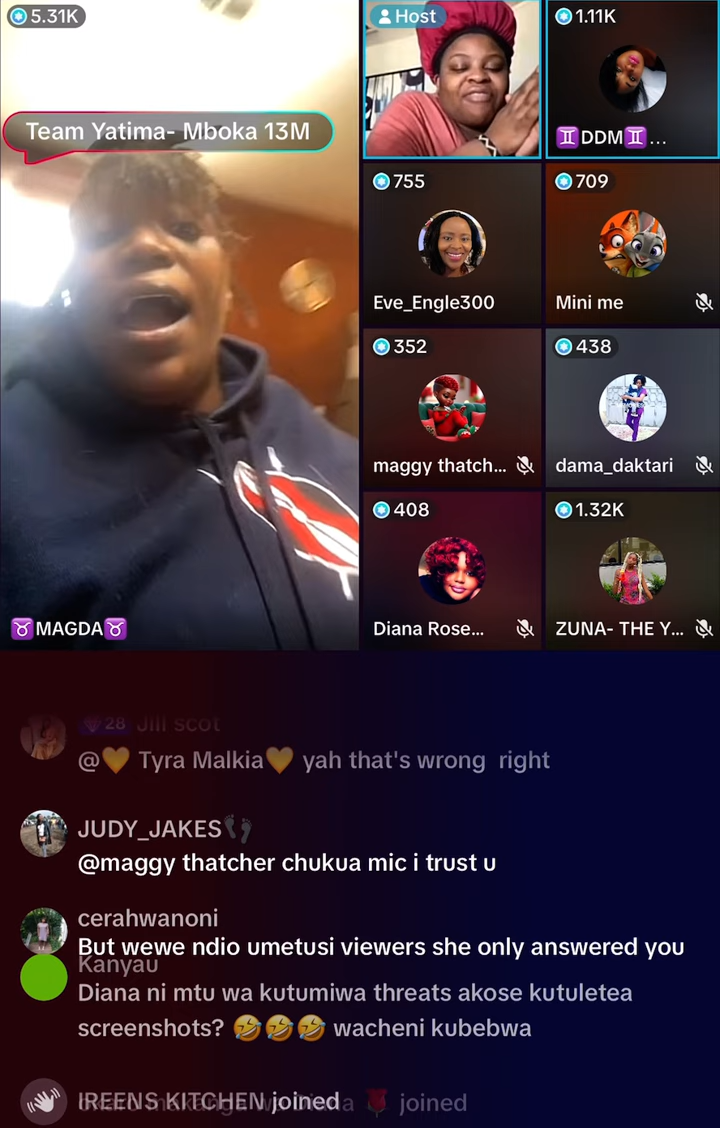 5.31K
Team Yatima- Mboka 13M
♉MAGDA♉
Host
1.11K
♊DDM♊...
755
Eve_Engle300
709
Mini me
352
maggy thatch...
438
dama_daktari
408
Diana Rose...
1.32K
ZUNA- THE Y...
28 Jill scot
@💛 Tyra Malkia💛 yah that's wrong right
JUDY_JAKES👣
@maggy thatcher chukua mic i trust u
cerahwanoni
But wewe ndio umetusi viewers she only answered you
Kanyau
Diana ni mtu wa kutumiwa threats akose kutuletea
screenshots? 🤣🤣🤣 wacheni kubebwa
IREENS KITCHEN joined
🌹 joined